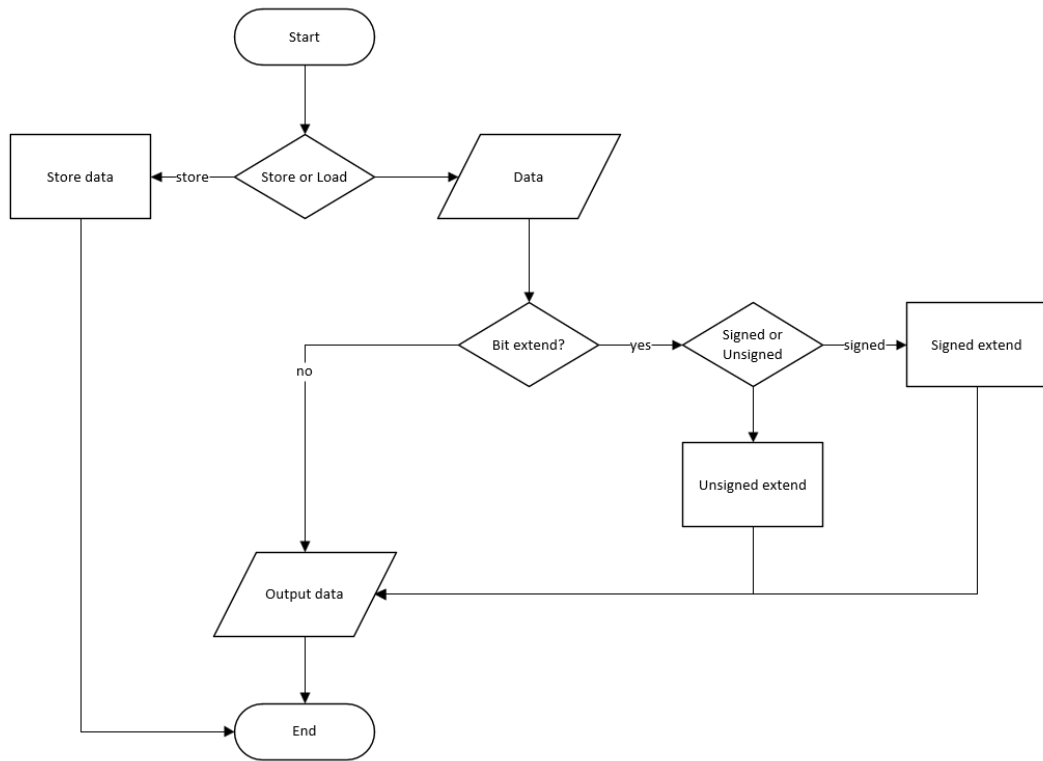 Start
Store data
store
Store or Load
Data
Bit extend?
yes
Signed or
Unsigned
signed
Signed extend
no
Unsigned extend
Output data
End